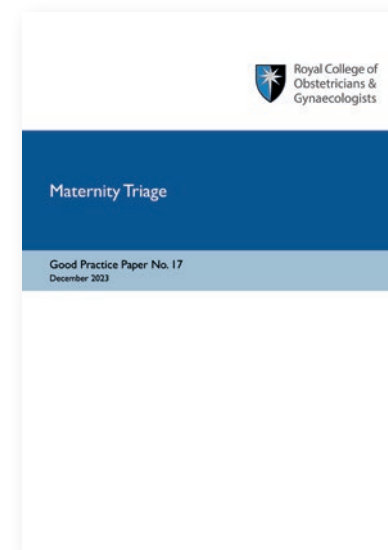 Royal College of
Obstetricians &
Gynaecologists
Maternity Triage
Good Practice Paper No. 17
December 2023